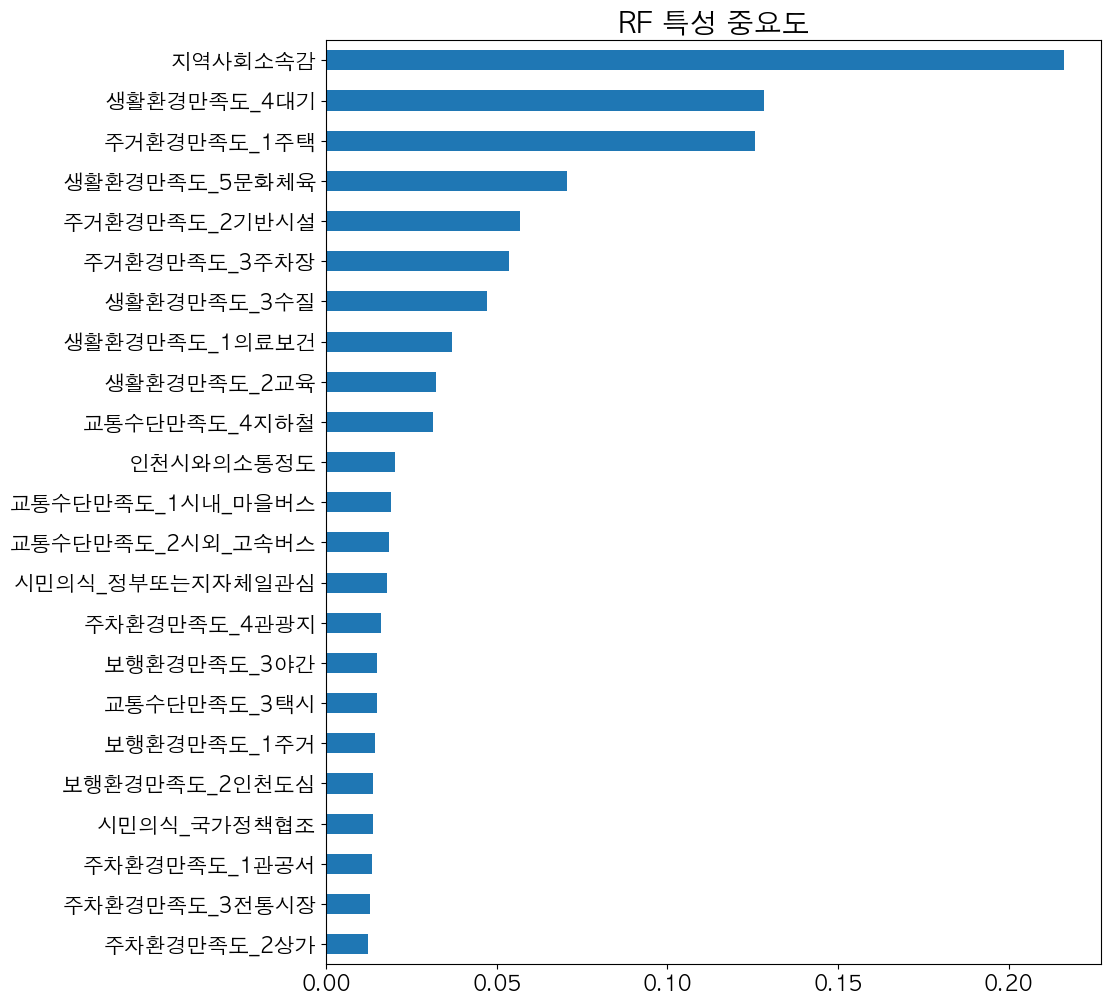 RF 특성 중요도
지역사회소속감
생활환경만족도_4대기
주거환경만족도_1주택
생활환경만족도_5문화체육
주거환경만족도_2기반시설
주거환경만족도_3주차장
생활환경만족도_3수질
생활환경만족도_1의료보건
생활환경만족도_2교육
교통수단만족도_4지하철
인천시와의소통정도
교통수단만족도_1시내_마을버스
교통수단만족도_2시외_고속버스
시민의식_정부또는지자체일관심
주차환경만족도_4관광지
보행환경만족도_3야간
교통수단만족도_3택시
보행환경만족도_1주거
보행환경만족도_2인천도심
시민의식_국가정책협조
주차환경만족도_1관공서
주차환경만족도_3전통시장
주차환경만족도_2상가
0.00 0.05 0.10 0.15 0.20